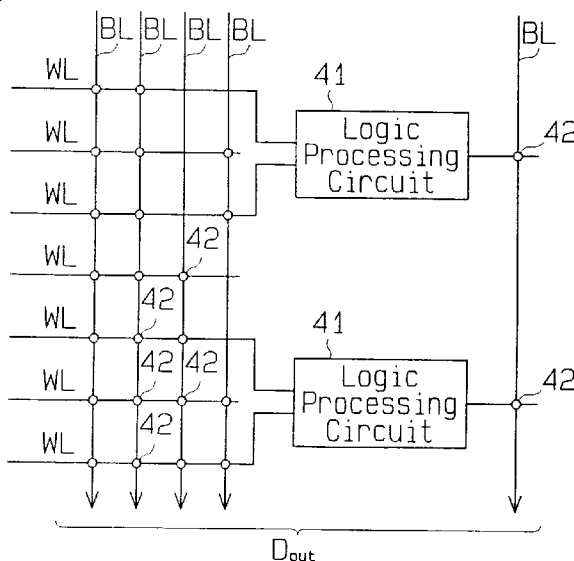 BL BL BL BL BL
WL
41
Logic
Processing
Circuit
42
WL
WL
WL
42
42
WL
41
Logic
Processing
Circuit
42
42
42
WL
42
WL
Dout